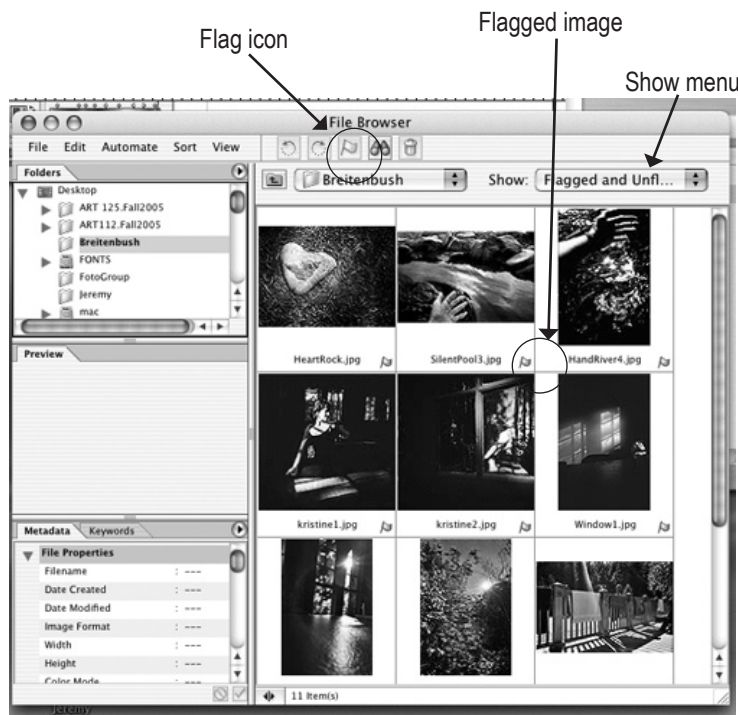 Flag icon
Flagged image
Show menu
File Browser
File Edit Automate Sort View
Folders
Breitenbush Show: Flagged and Unfl...
Desktop
ART 125.Fall2005
ART112.Fall2005
Breitenbush
FONTS
FotoGroup
Jeremy
mac
HeartRock.jpg SilentPool3.jpg HandRiver4.jpg
Preview
kristine1.jpg kristine2.jpg Window1.jpg
Metadata Keywords
File Properties
Filename : ---
Date Created : ---
Date Modified : ---
Image Format : ---
Width : ---
Height : ---
Color Mode : ---
11 Item(s)
Jeremy